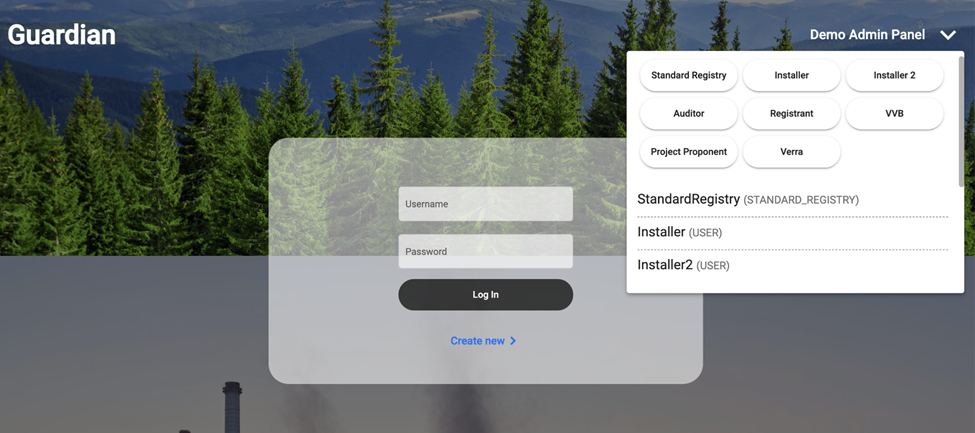 Guardian
Demo Admin Panel
Standard Registry
Installer
Installer 2
Auditor
Registrant
VVB
Project Proponent
Verra
StandardRegistry (STANDARD_REGISTRY)
Installer (USER)
Installer2 (USER)
Username
Password
Log In
Create new